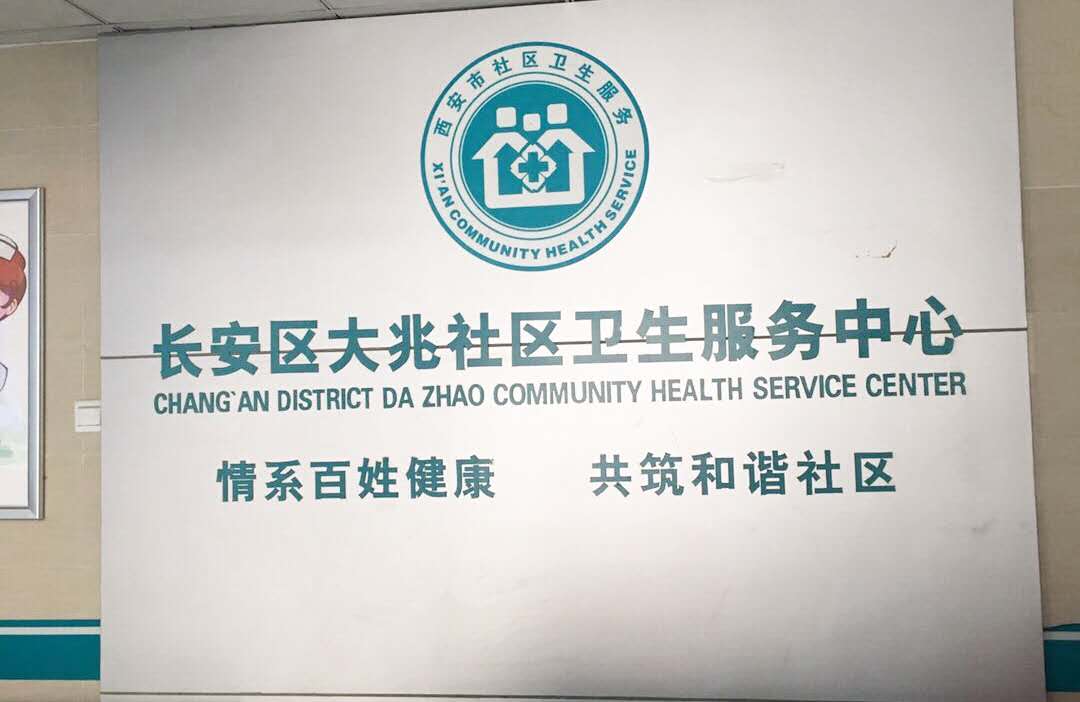 西安市社区卫生服务
XI'AN COMMUNITY HEALTH SERVICE
长安区大兆社区卫生服务中心
CHANG`AN DISTRICT DA ZHAO COMMUNITY HEALTH SERVICE CENTER
情系百姓健康 共筑和谐社区